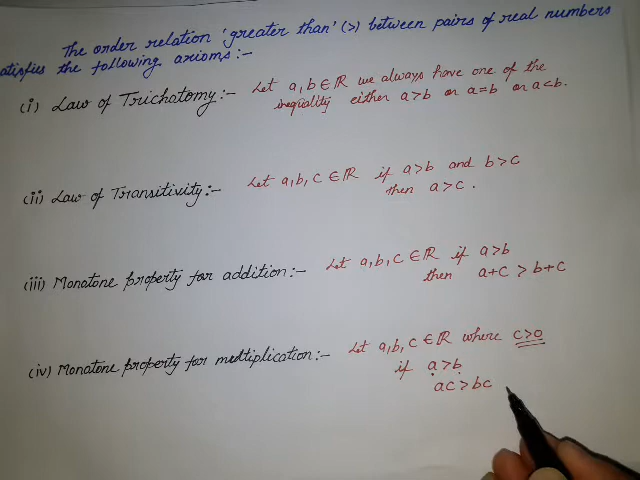 The order relation 'greater than' (>) between pairs of real numbers
atisfies the following axioms :-
(i) Law of Trichatomy :- Let a, b ∈ ℝ we always have one of the
inequality either a>b or a=b or a<b.
(ii) Law of Transitivity :- Let a, b, c ∈ ℝ if a>b and b>c
then a>c.
(iii) Monotone property for addition :- Let a, b, c ∈ ℝ if a>b
then a+c > b+c
(iv) Monotone property for multiplication :- Let a, b, c ∈ ℝ where c>0
if a>b
ac>bc